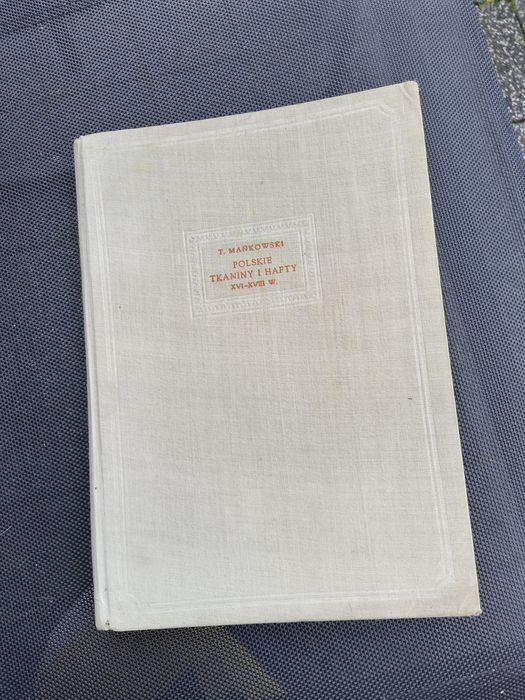 T. MAŃKOWSKI
POLSKIE
TKANINY I HAFTY
XVI–XVIII W.